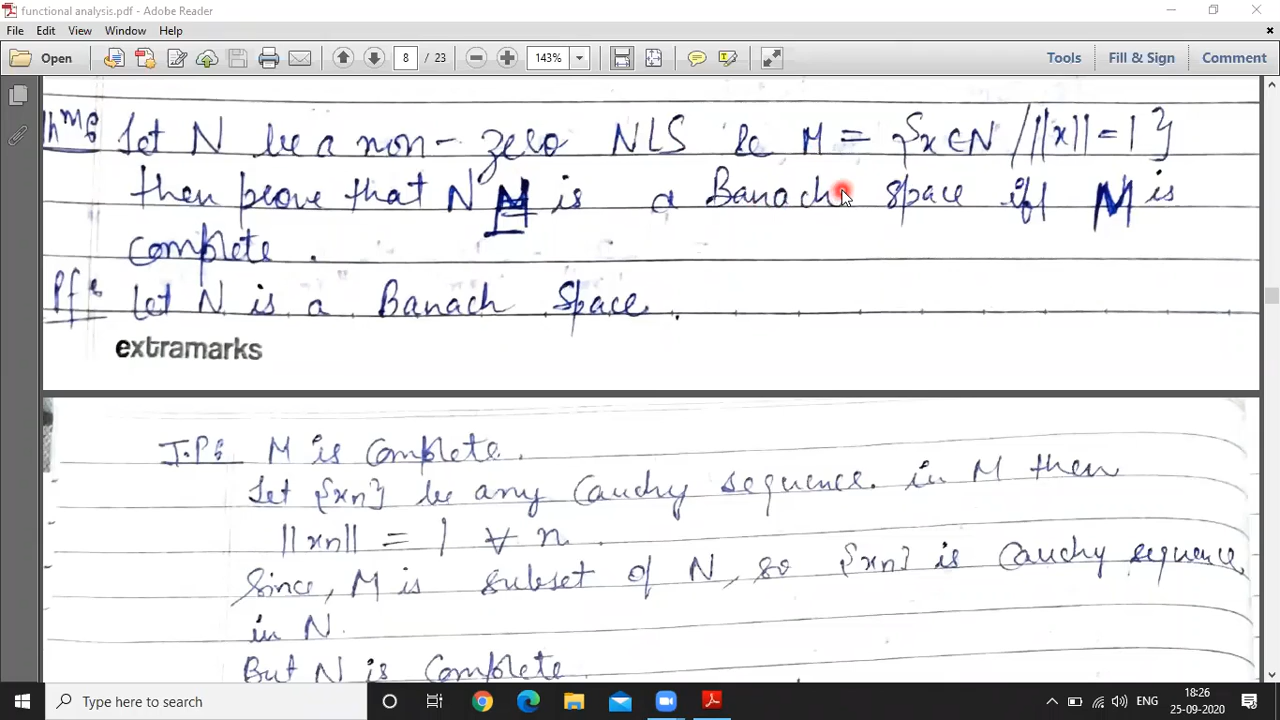 functional analysis.pdf - Adobe Reader
File Edit View Window Help
Open 8 / 23 143% Tools Fill & Sign Comment
Let N be a non-zero NLS & M = {x∈N / ||x|| = 1}
then prove that N is a Banach space iff M is
complete.
Pf: Let N is a Banach Space.
extramarks
T.P: M is Complete.
Let {xn} be any Cauchy sequence. in M then
||xn|| = 1 ∀ n.
Since, M is subset of N, so {xn} is Cauchy sequence
in N.
But N is Complete
Type here to search
ENG
18:26
25-09-2020